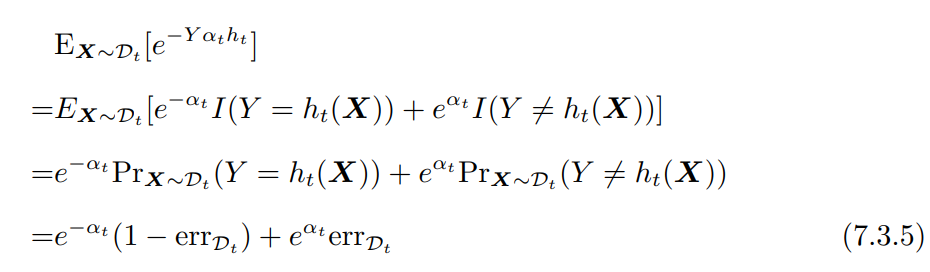 E_{𝑿∼𝒟_t}[e^{−Yα_t h_t}]
=E_{𝑿∼𝒟_t}[e^{−α_t} I(Y = h_t(𝑿)) + e^{α_t} I(Y ≠ h_t(𝑿))]
=e^{−α_t} Pr_{𝑿∼𝒟_t}(Y = h_t(𝑿)) + e^{α_t} Pr_{𝑿∼𝒟_t}(Y ≠ h_t(𝑿))
=e^{−α_t}(1 − err_{𝒟_t}) + e^{α_t} err_{𝒟_t} (7.3.5)